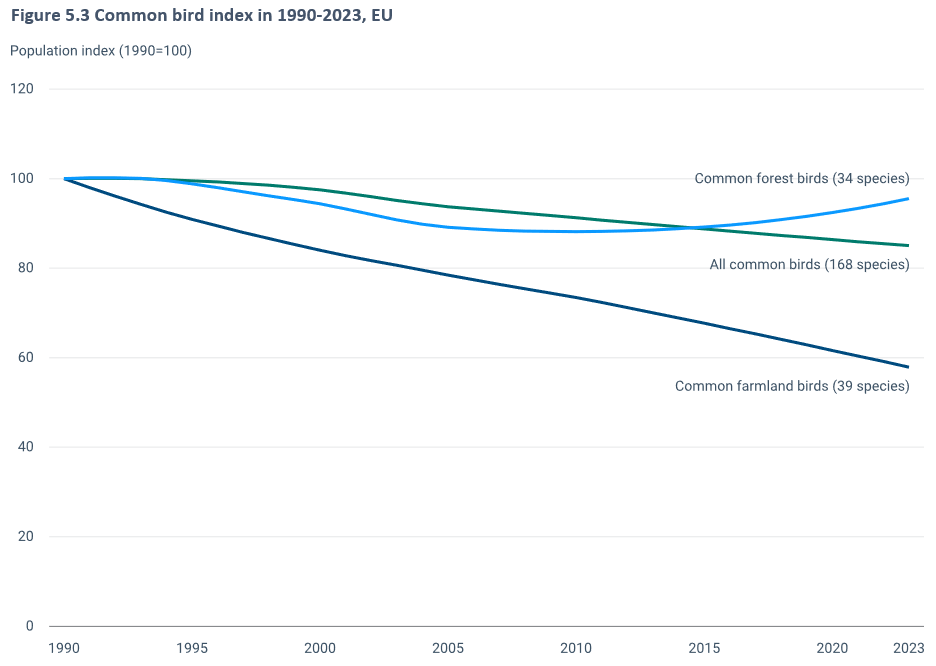 Figure 5.3 Common bird index in 1990-2023, EU
Population index (1990=100)
120
100
Common forest birds (34 species)
80
All common birds (168 species)
60
Common farmland birds (39 species)
40
20
0
1990 1995 2000 2005 2010 2015 2020 2023